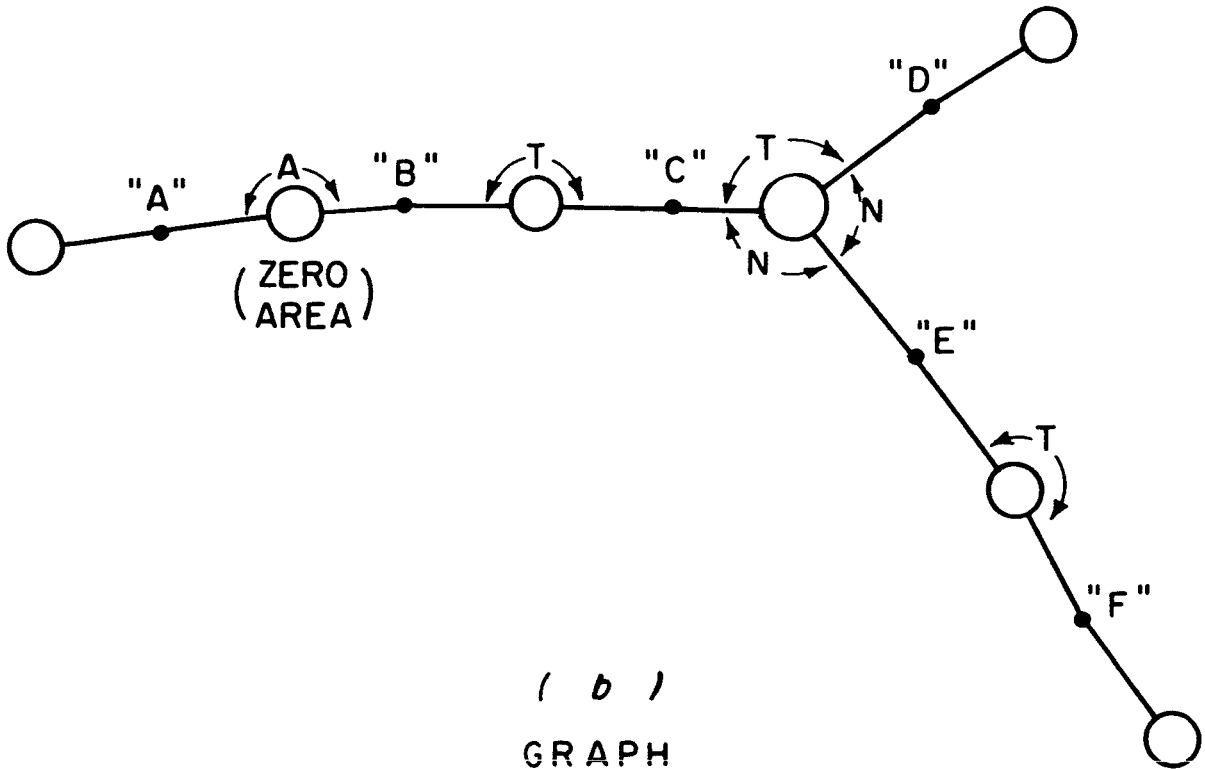 "D"
T
"C"
T
"B"
A
"A"
N
N
(ZERO
AREA)
"E"
T
"F"
( b )
GRAPH